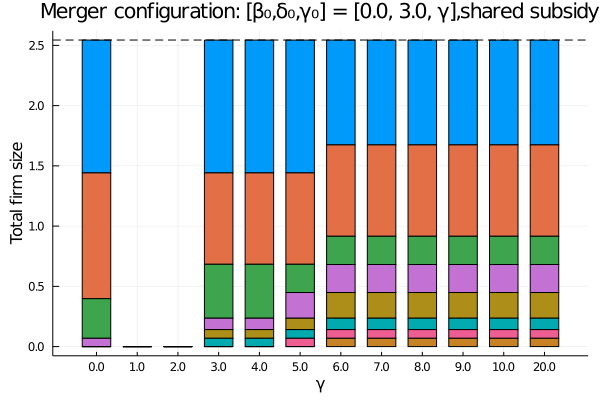 Merger configuration: [β₀,δ₀,γ₀] = [0.0, 3.0, γ],shared subsidy
Total firm size
2.5
2.0
1.5
1.0
0.5
0.0
0.0 1.0 2.0 3.0 4.0 5.0 6.0 7.0 8.0 9.0 10.0 20.0
γ